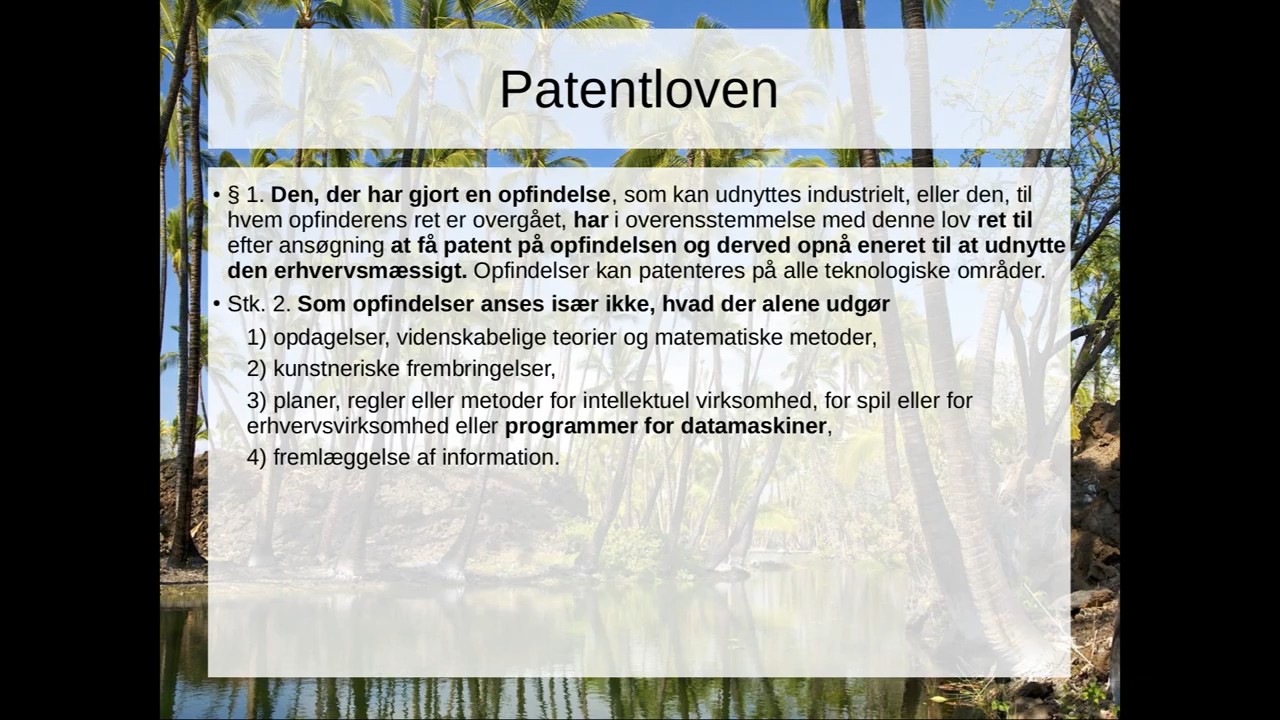 Patentloven
• § 1. Den, der har gjort en opfindelse, som kan udnyttes industrielt, eller den, til
hvem opfinderens ret er overgået, har i overensstemmelse med denne lov ret til
efter ansøgning at få patent på opfindelsen og derved opnå eneret til at udnytte
den erhvervsmæssigt. Opfindelser kan patenteres på alle teknologiske områder.
• Stk. 2. Som opfindelser anses især ikke, hvad der alene udgør
1) opdagelser, videnskabelige teorier og matematiske metoder,
2) kunstneriske frembringelser,
3) planer, regler eller metoder for intellektuel virksomhed, for spil eller for
erhvervsvirksomhed eller programmer for datamaskiner,
4) fremlæggelse af information.